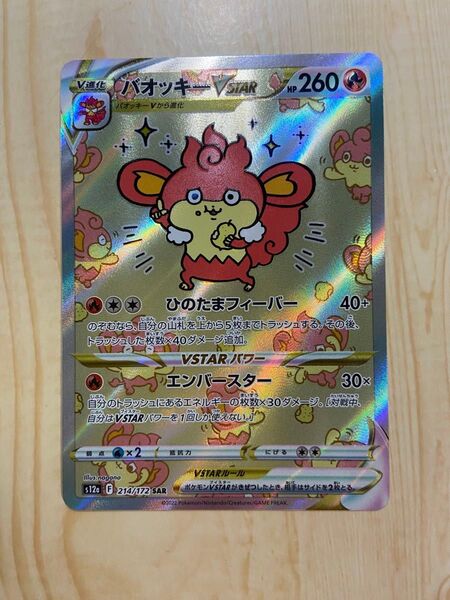 V進化
バオッキー VSTAR
HP 260
バオッキーVから進化
ひのたまフィーバー 40+
のぞむなら、自分の山札を上から5枚までトラッシュする。その後、
トラッシュした枚数×40ダメージ追加。
VSTARパワー
エンバースター 30×
自分のトラッシュにあるエネルギーの枚数×30ダメージ。[対戦中、
自分はVSTARパワーを1回しか使えない。]
弱点 ×2 抵抗力 にげる
Illus. nagano
VSTARルール
s12a F 214/172 SAR
ポケモンVSTARがきぜつしたとき、相手はサイドを2枚とる。
©2022 Pokémon/Nintendo/Creatures/GAME FREAK.